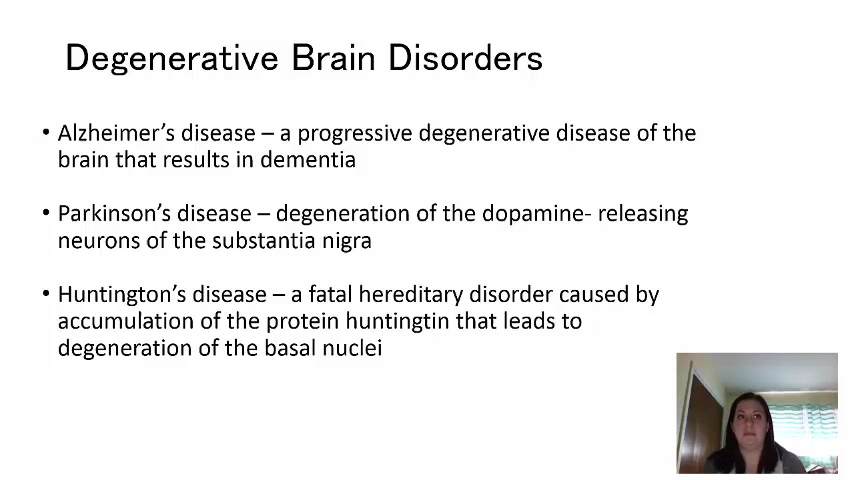 Degenerative Brain Disorders
• Alzheimer’s disease – a progressive degenerative disease of the
brain that results in dementia
• Parkinson’s disease – degeneration of the dopamine- releasing
neurons of the substantia nigra
• Huntington’s disease – a fatal hereditary disorder caused by
accumulation of the protein huntingtin that leads to
degeneration of the basal nuclei